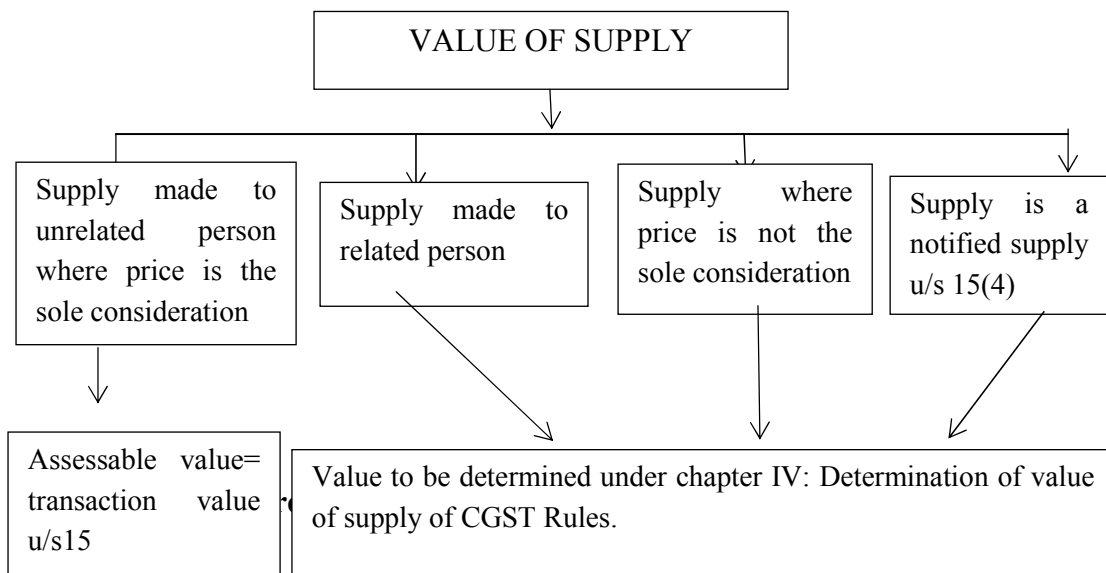 VALUE OF SUPPLY
Supply made to
unrelated person
where price is the
sole consideration
Supply made to
related person
Supply where
price is not the
sole consideration
Supply is a
notified supply
u/s 15(4)
Assessable value=
transaction value
u/s15
Value to be determined under chapter IV: Determination of value
of supply of CGST Rules.